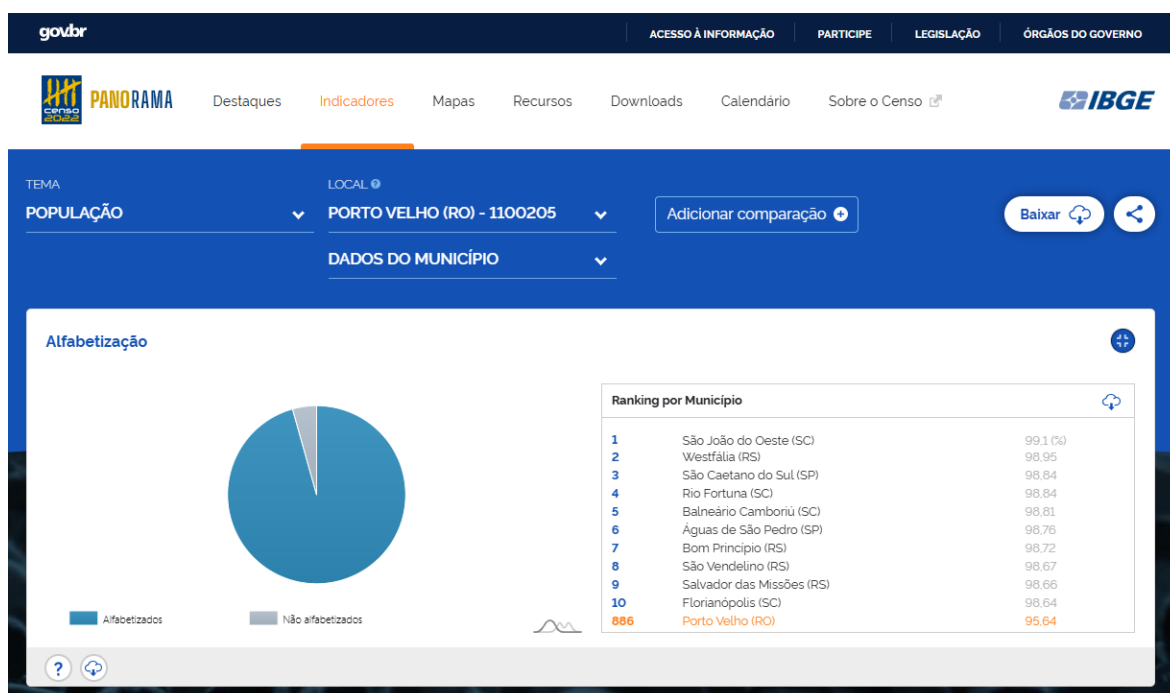 gov.br
ACESSO À INFORMAÇÃO PARTICIPE LEGISLAÇÃO ÓRGÃOS DO GOVERNO
censo 2022 PANORAMA Destaques Indicadores Mapas Recursos Downloads Calendário Sobre o Censo IBGE
TEMA LOCAL
POPULAÇÃO PORTO VELHO (RO) - 1100205 Adicionar comparação Baixar
DADOS DO MUNICÍPIO
Alfabetização
Ranking por Município
1 São João do Oeste (SC) 99,1 (%)
2 Westfália (RS) 98,95
3 São Caetano do Sul (SP) 98,84
4 Rio Fortuna (SC) 98,84
5 Balneário Camboriú (SC) 98,81
6 Águas de São Pedro (SP) 98,76
7 Bom Princípio (RS) 98,72
8 São Vendelino (RS) 98,67
9 Salvador das Missões (RS) 98,66
10 Florianópolis (SC) 98,64
886 Porto Velho (RO) 95,64
Alfabetizados Não alfabetizados
?